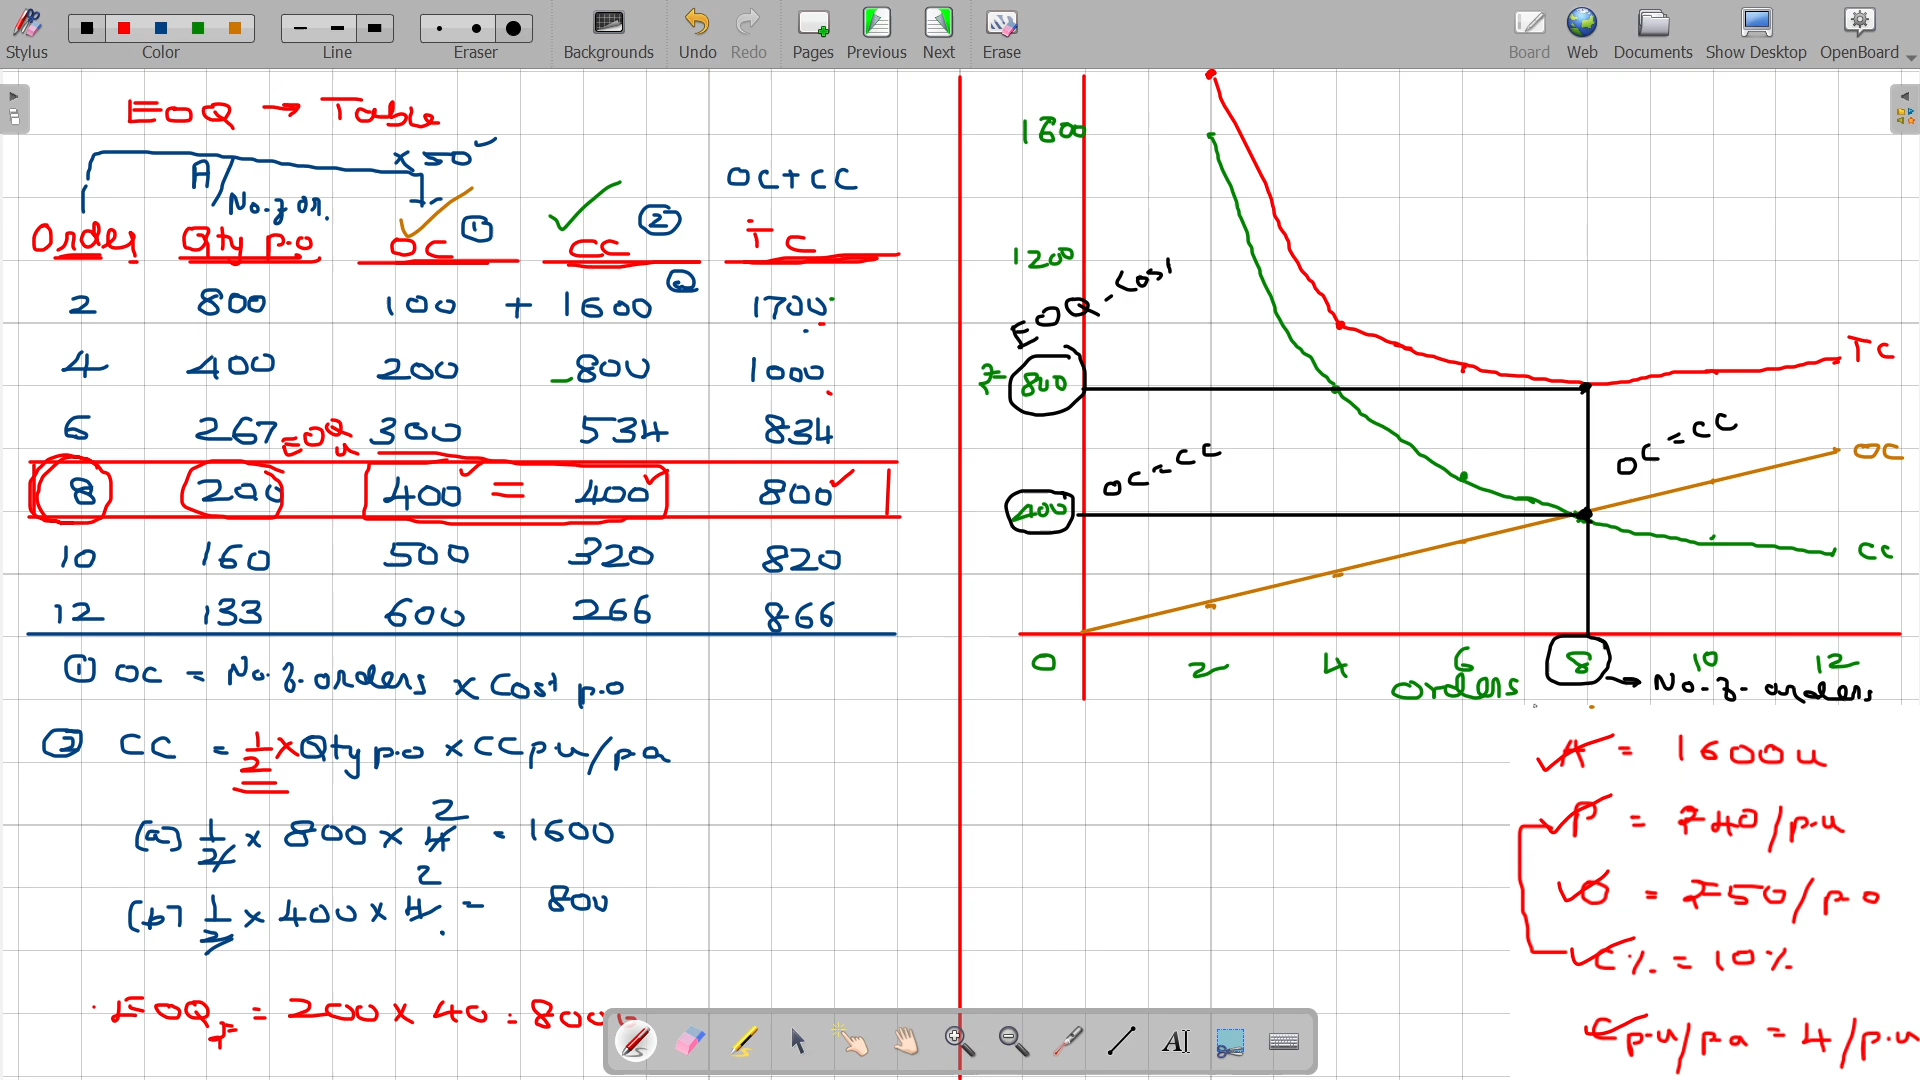 Stylus Color Line Eraser Backgrounds Undo Redo Pages Previous Next Erase Board Web Documents Show Desktop OpenBoard
EOQ → Table
A / No. of or.
× 50
OC+CC
Order Qty p.o OC ① CC ② TC
2 800 100 + 1600 ⓐ 1700
4 400 200 800 1000
6 267 300 534 834
EOQ u
8 200 400 = 400 800
10 160 500 320 820
12 133 600 266 866
① OC = No. of. orders × Cost p.o
② CC = 1/2 × Qty p.o × CC p u/p a
(a) 1/2 × 800 × 4 2 = 1600
(b) 1/2 × 400 × 4 2 = 800
EOQ₹ = 200 × 40 = 800
1600
1200
EOQ - Cost
₹ 800
400
OC = CC
OC = CC
TC
OC
CC
0 2 4 6 8 10 12
orders
→ No. of. orders
A = 1600 u
P = ₹40/p.u
O = ₹50/p o
C% = 10%
C p.u/p a = 4/p.u
AI